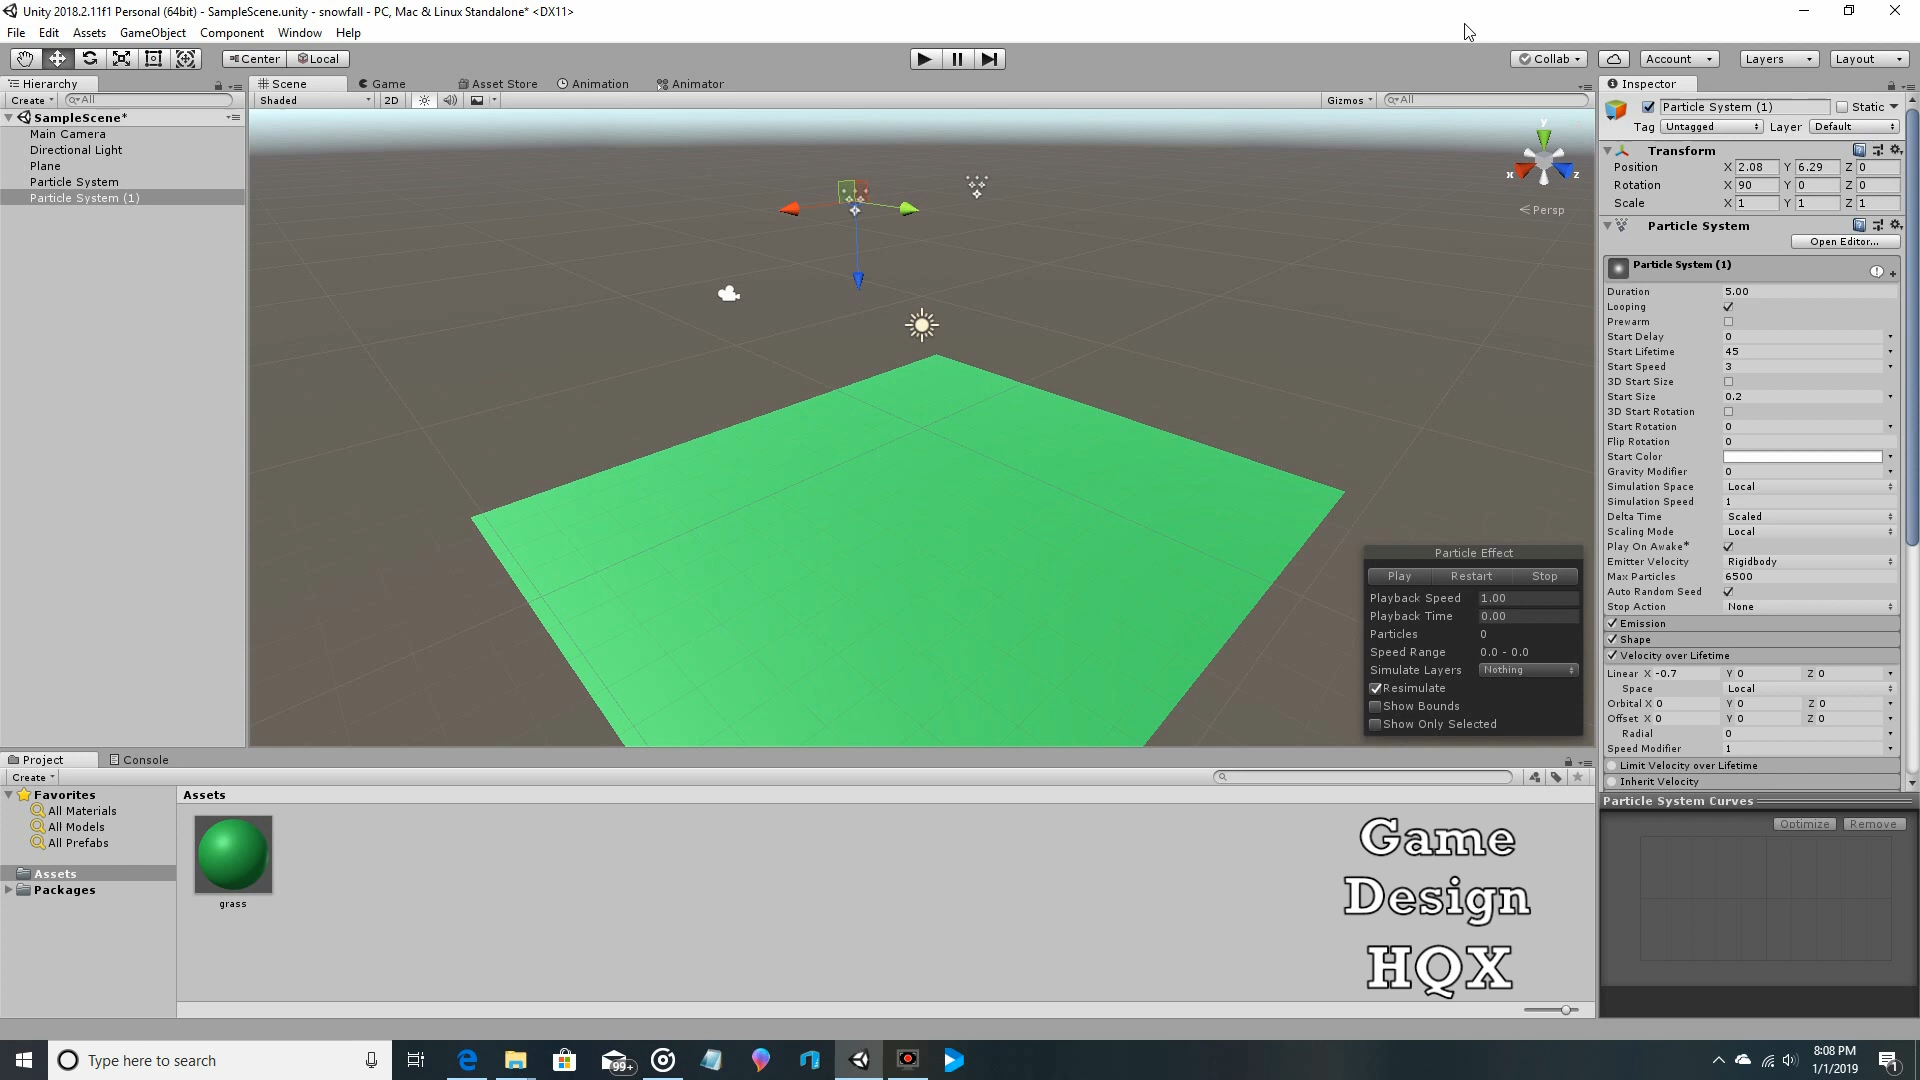 Unity 2018.2.11f1 Personal (64bit) - SampleScene.unity - snowfall - PC, Mac & Linux Standalone* <DX11>
File Edit Assets GameObject Component Window Help
Center Local
Collab Account Layers Layout
Hierarchy
Create All
SampleScene*
Main Camera
Directional Light
Plane
Particle System
Particle System (1)
Scene Game Asset Store Animation Animator
Shaded 2D Gizmos All
y
x z
Persp
Particle Effect
Play Restart Stop
Playback Speed 1.00
Playback Time 0.00
Particles 0
Speed Range 0.0 - 0.0
Simulate Layers Nothing
Resimulate
Show Bounds
Show Only Selected
Inspector
Particle System (1) Static
Tag Untagged Layer Default
Transform
Position X 2.08 Y 6.29 Z 0
Rotation X 90 Y 0 Z 0
Scale X 1 Y 1 Z 1
Particle System
Open Editor...
Particle System (1)
Duration 5.00
Looping
Prewarm
Start Delay 0
Start Lifetime 45
Start Speed 3
3D Start Size
Start Size 0.2
3D Start Rotation
Start Rotation 0
Flip Rotation 0
Start Color
Gravity Modifier 0
Simulation Space Local
Simulation Speed 1
Delta Time Scaled
Scaling Mode Local
Play On Awake*
Emitter Velocity Rigidbody
Max Particles 6500
Auto Random Seed
Stop Action None
Emission
Shape
Velocity over Lifetime
Linear X -0.7 Y 0 Z 0
Space Local
Orbital X 0 Y 0 Z 0
Offset X 0 Y 0 Z 0
Radial 0
Speed Modifier 1
Limit Velocity over Lifetime
Inherit Velocity
Particle System Curves
Optimize Remove
Project Console
Create
Favorites
All Materials
All Models
All Prefabs
Assets
Packages
Assets
grass
Game
Design
HQX
Type here to search
99+
8:08 PM
1/1/2019
1